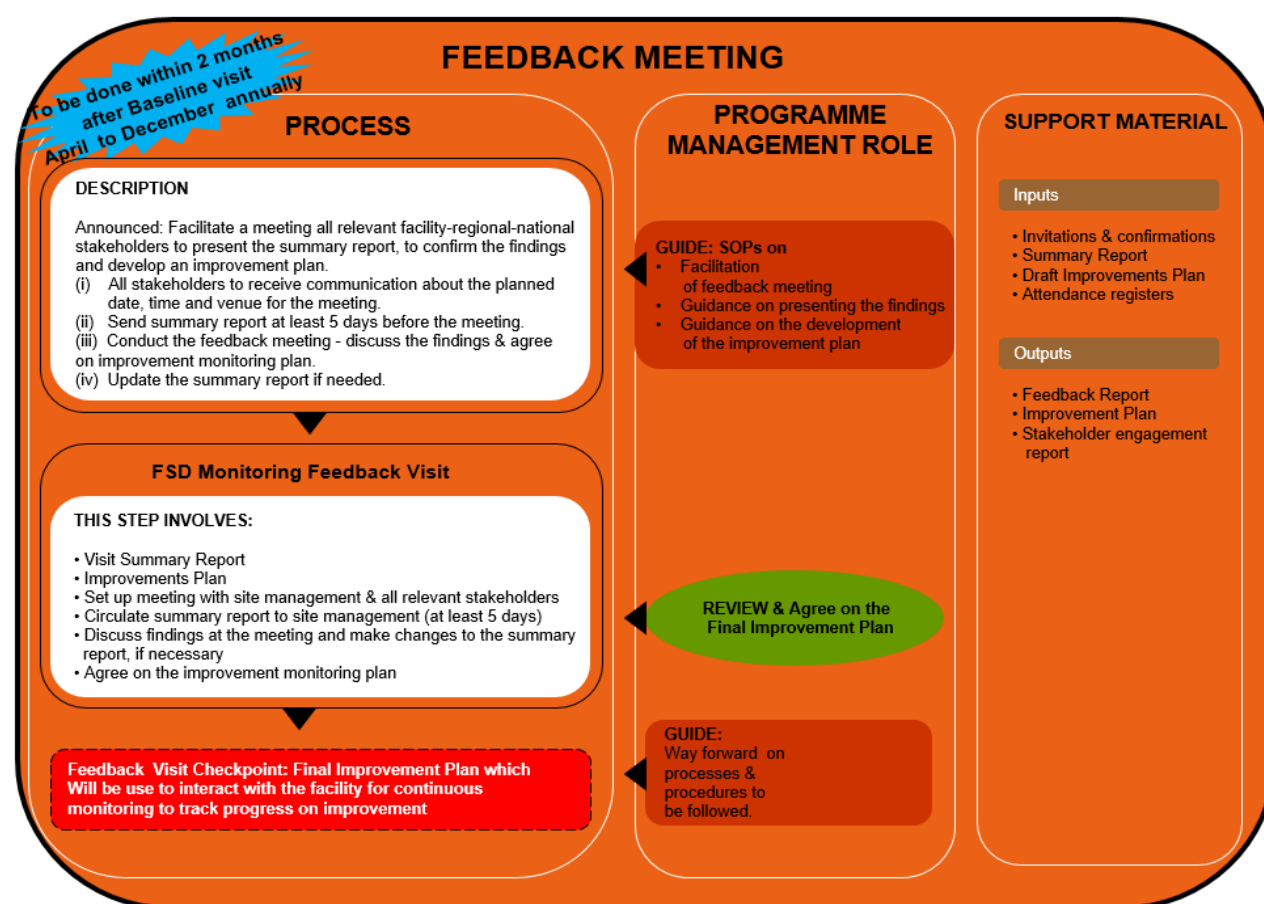 FEEDBACK MEETING
To be done within 2 months
after Baseline visit
April to December annually
PROCESS
DESCRIPTION
Announced: Facilitate a meeting all relevant facility-regional-national
stakeholders to present the summary report, to confirm the findings
and develop an improvement plan.
(i) All stakeholders to receive communication about the planned
date, time and venue for the meeting.
(ii) Send summary report at least 5 days before the meeting.
(iii) Conduct the feedback meeting - discuss the findings & agree
on improvement monitoring plan.
(iv) Update the summary report if needed.
FSD Monitoring Feedback Visit
THIS STEP INVOLVES:
• Visit Summary Report
• Improvements Plan
• Set up meeting with site management & all relevant stakeholders
• Circulate summary report to site management (at least 5 days)
• Discuss findings at the meeting and make changes to the summary
report, if necessary
• Agree on the improvement monitoring plan
Feedback Visit Checkpoint: Final Improvement Plan which
Will be use to interact with the facility for continuous
monitoring to track progress on improvement
PROGRAMME
MANAGEMENT ROLE
GUIDE: SOPs on
• Facilitation
of feedback meeting
• Guidance on presenting the findings
• Guidance on the development
of the improvement plan
REVIEW & Agree on the
Final Improvement Plan
GUIDE:
Way forward on
processes &
procedures to
be followed.
SUPPORT MATERIAL
Inputs
• Invitations & confirmations
• Summary Report
• Draft Improvements Plan
• Attendance registers
Outputs
• Feedback Report
• Improvement Plan
• Stakeholder engagement
report